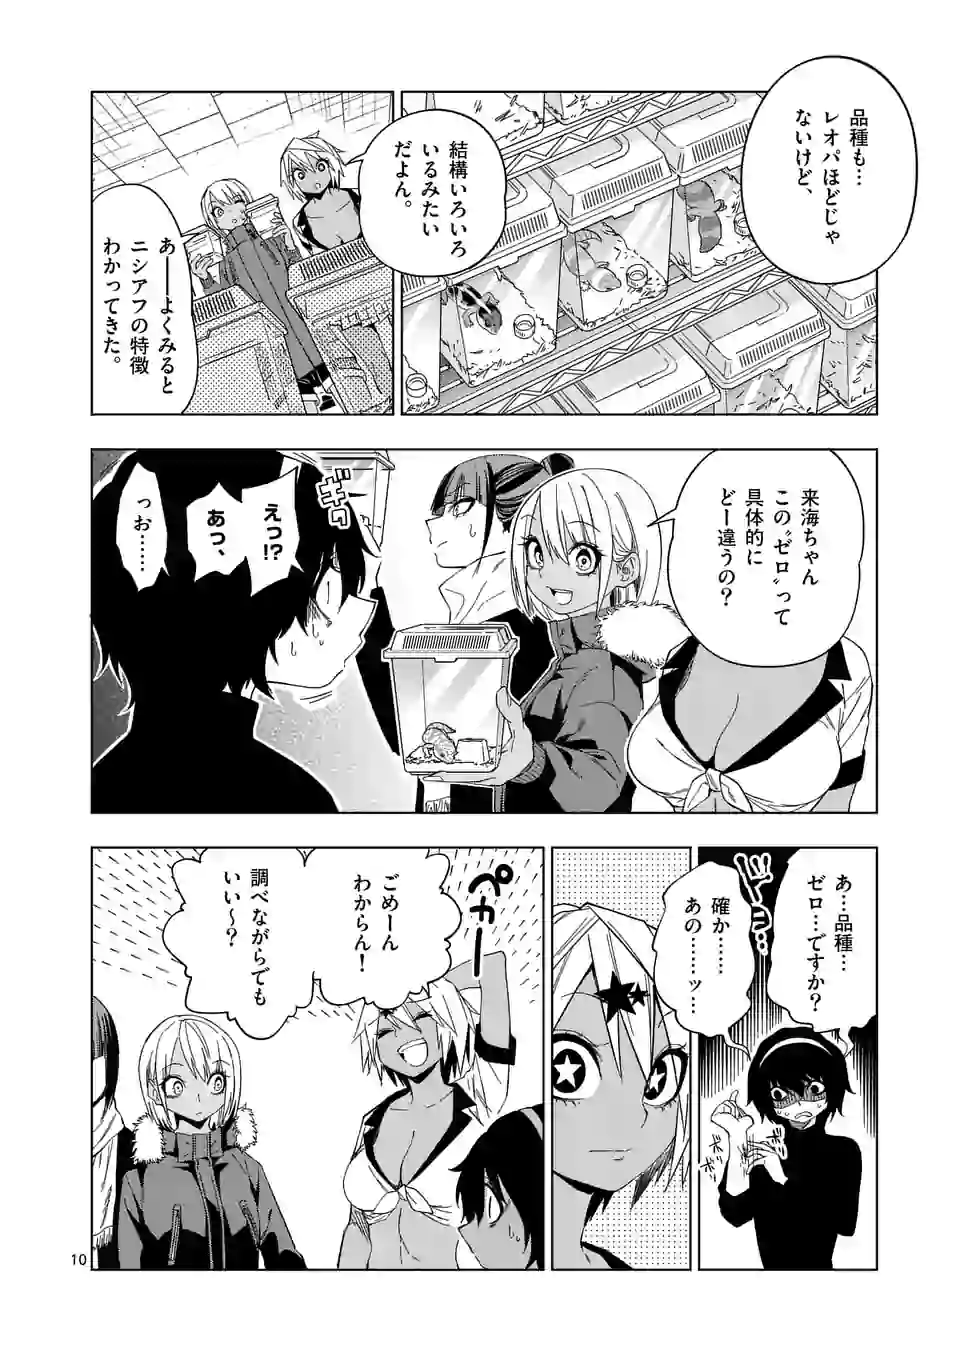 品種も…
レオパほどじゃ
ないけど、
結構いろいろ
いるみたい
だよん。
あーーよくみると
ニシアフの特徴
わかってきた。
来海ちゃん
この〝ゼロ〟って
具体的に
どー違うの?
ギギク
えっ!?
あっ、
っお……
あ…品種…
ゼロ…ですか?
ドッドッ…
確か……
あの……ッ
ボソボソ
ペカーー
ごめーん
わからん!
調べながらでも
いい〜?
10